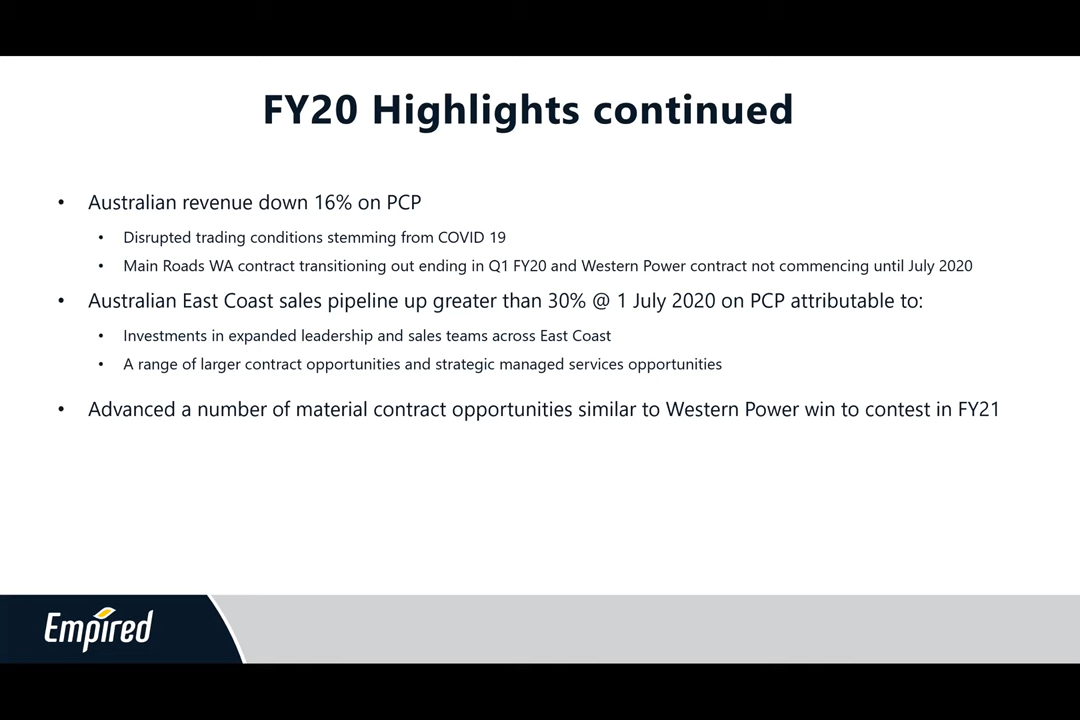 FY20 Highlights continued
• Australian revenue down 16% on PCP
• Disrupted trading conditions stemming from COVID 19
• Main Roads WA contract transitioning out ending in Q1 FY20 and Western Power contract not commencing until July 2020
• Australian East Coast sales pipeline up greater than 30% @ 1 July 2020 on PCP attributable to:
• Investments in expanded leadership and sales teams across East Coast
• A range of larger contract opportunities and strategic managed services opportunities
• Advanced a number of material contract opportunities similar to Western Power win to contest in FY21
Empired